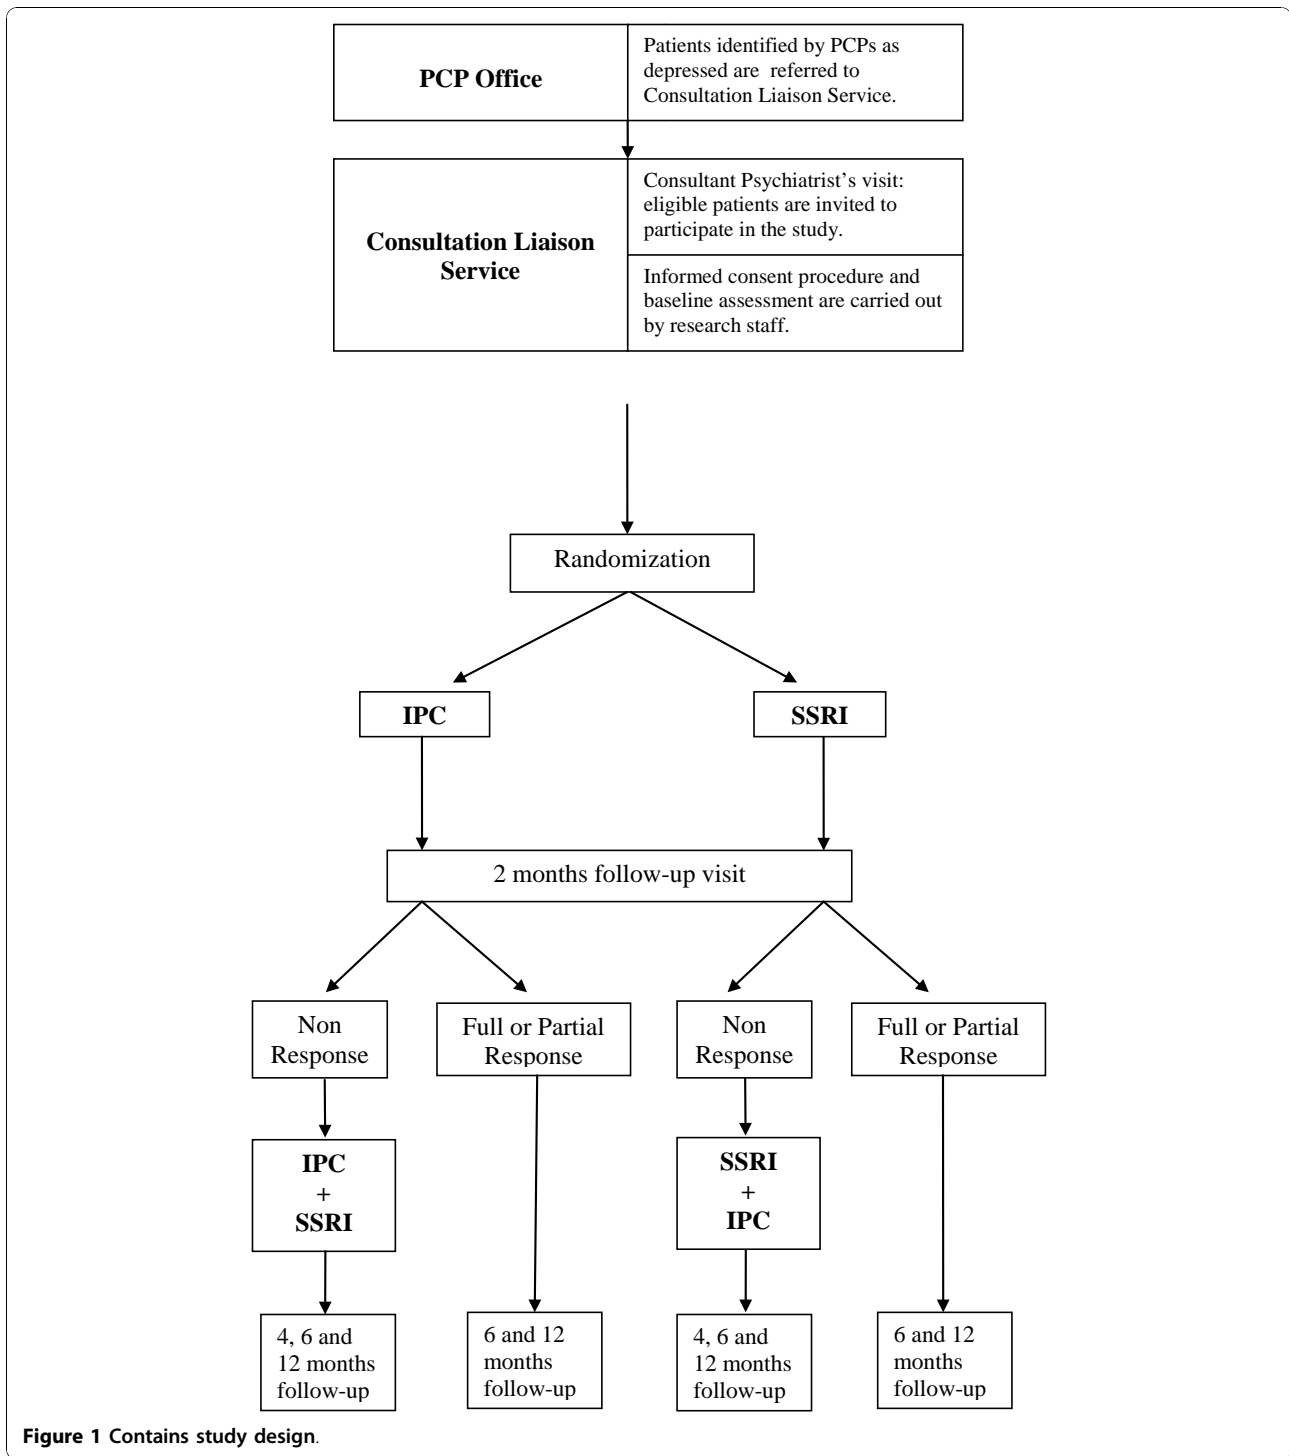 PCP Office
Patients identified by PCPs as
depressed are referred to
Consultation Liaison Service.
Consultation Liaison
Service
Consultant Psychiatrist's visit:
eligible patients are invited to
participate in the study.
Informed consent procedure and
baseline assessment are carried out
by research staff.
Randomization
IPC
SSRI
2 months follow-up visit
Non
Response
Full or Partial
Response
Non
Response
Full or Partial
Response
IPC
+
SSRI
SSRI
+
IPC
4, 6 and
12 months
follow-up
6 and 12
months
follow-up
4, 6 and
12 months
follow-up
6 and 12
months
follow-up
Figure 1 Contains study design.